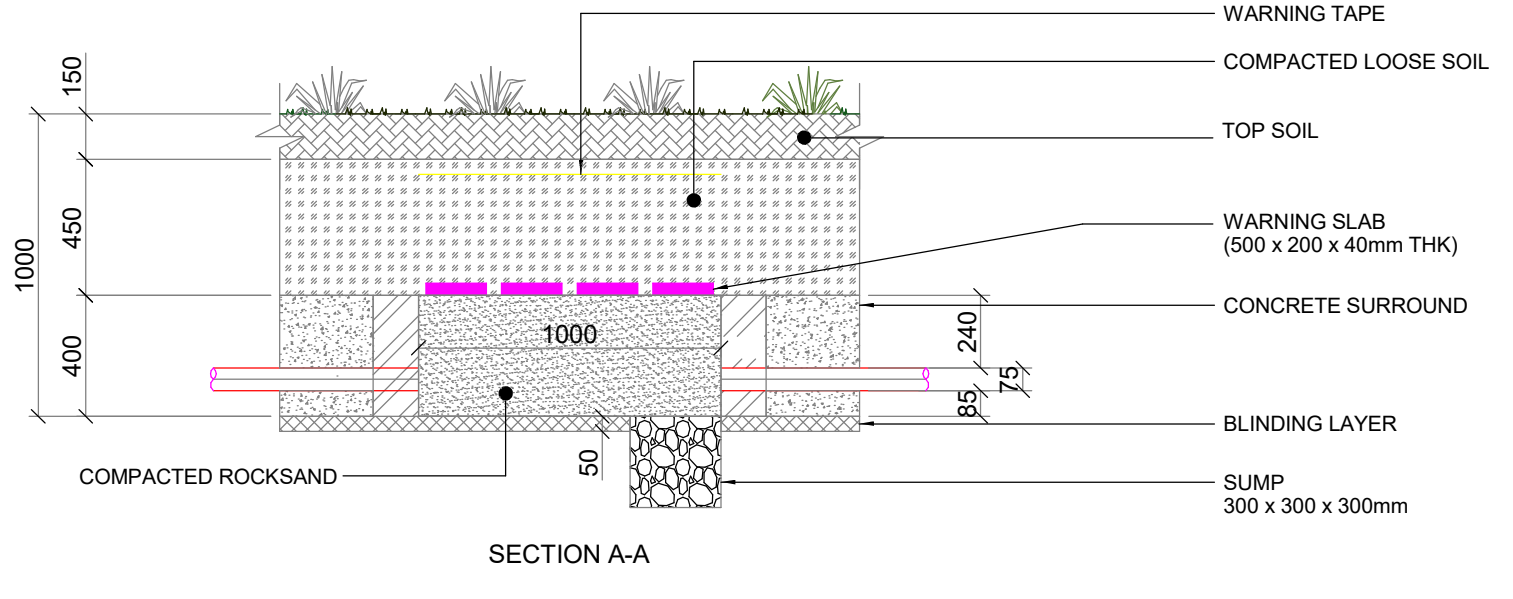 WARNING TAPE
COMPACTED LOOSE SOIL
150
TOP SOIL
450
1000
WARNING SLAB
(500 x 200 x 40mm THK)
CONCRETE SURROUND
1000
240
400
75
85
BLINDING LAYER
50
COMPACTED ROCKSAND
SUMP
300 x 300 x 300mm
SECTION A-A